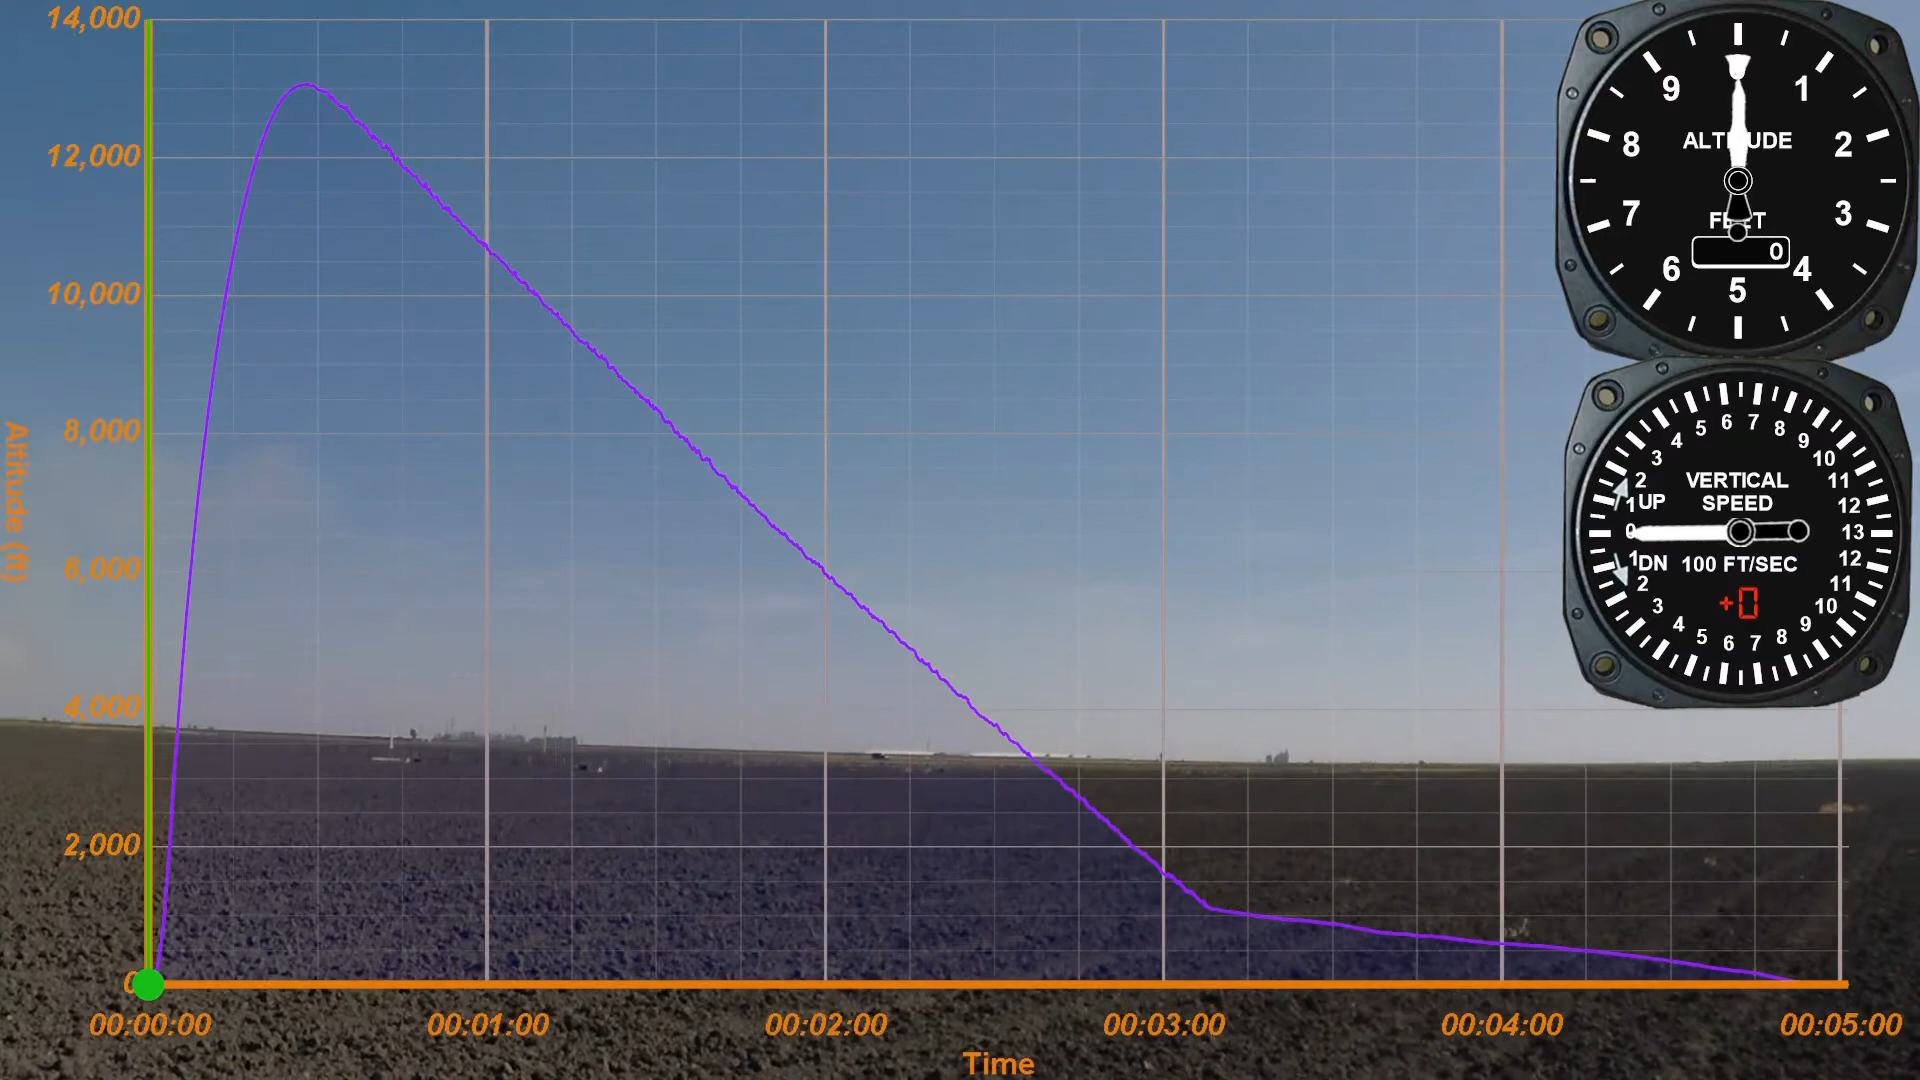 14,000
12,000
10,000
8,000
6,000
4,000
2,000
0
Altitude (ft)
00:00:00 00:01:00 00:02:00 00:03:00 00:04:00 00:05:00
Time
9 1
8 ALTITUDE 2
7 FEET 3
0
6 4
5
6 7
5 8
4 9
3 10
2 VERTICAL 11
1 UP SPEED 12
0 13
1 DN 100 FT/SEC 12
2 11
+0
3 10
4 9
5 8
6 7